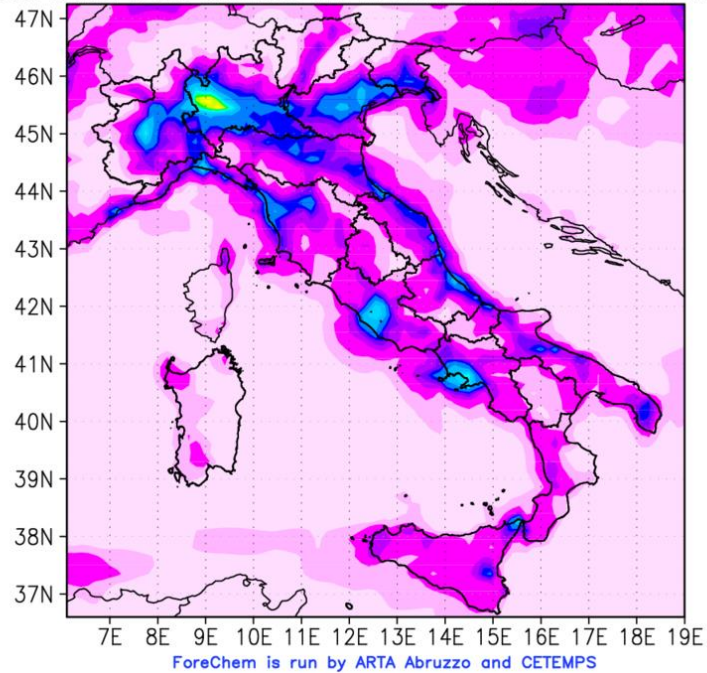 47N
46N
45N
44N
43N
42N
41N
40N
39N
38N
37N
7E 8E 9E 10E 11E 12E 13E 14E 15E 16E 17E 18E 19E
ForeChem is run by ARTA Abruzzo and CETEMPS